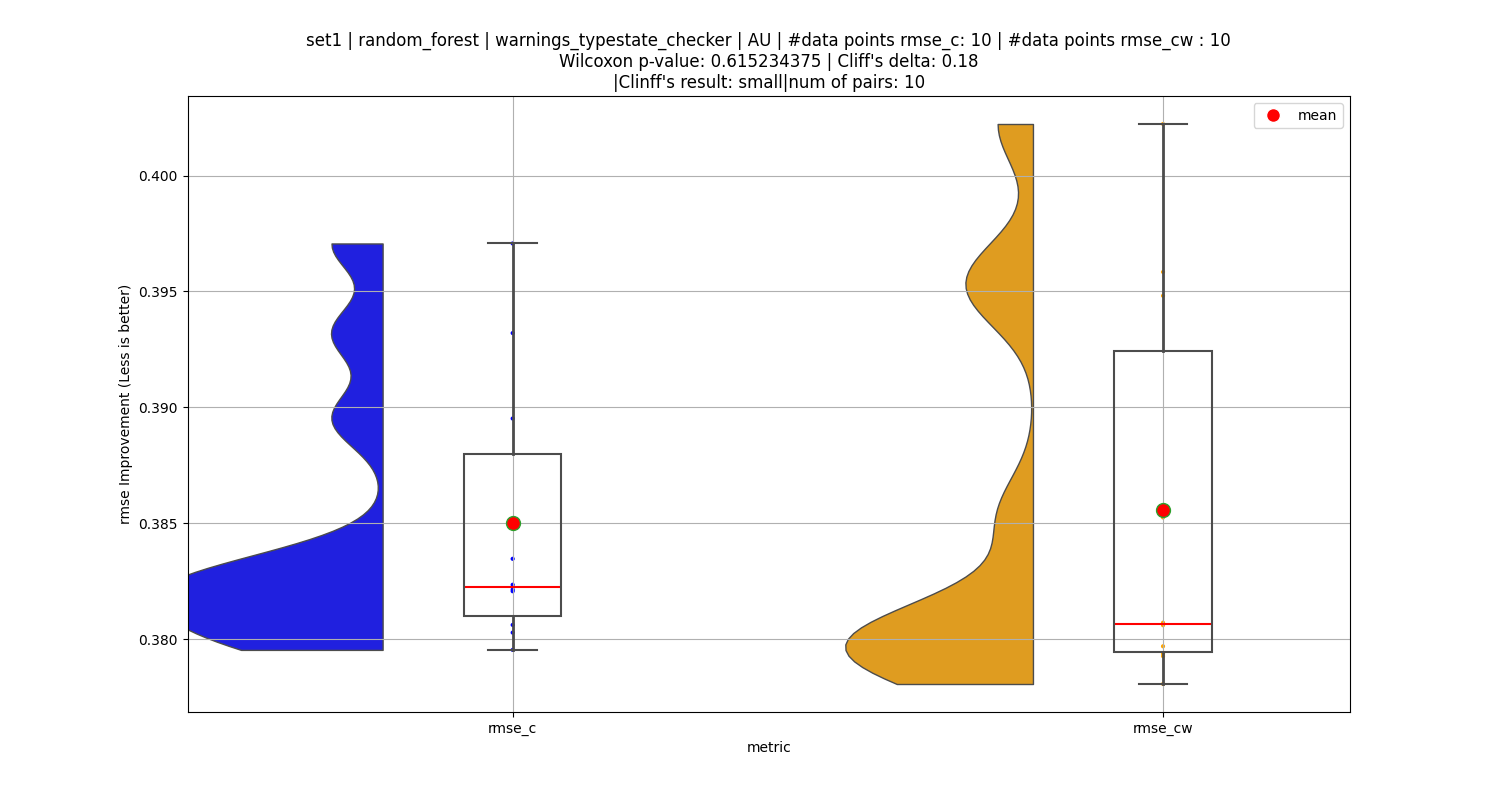 set1 | random_forest | warnings_typestate_checker | AU | #data points rmse_c: 10 | #data points rmse_cw : 10
Wilcoxon p-value: 0.615234375 | Cliff's delta: 0.18
|Clinff's result: small|num of pairs: 10
mean
0.400
0.395
0.390
0.385
0.380
rmse Improvement (Less is better)
rmse_c
rmse_cw
metric